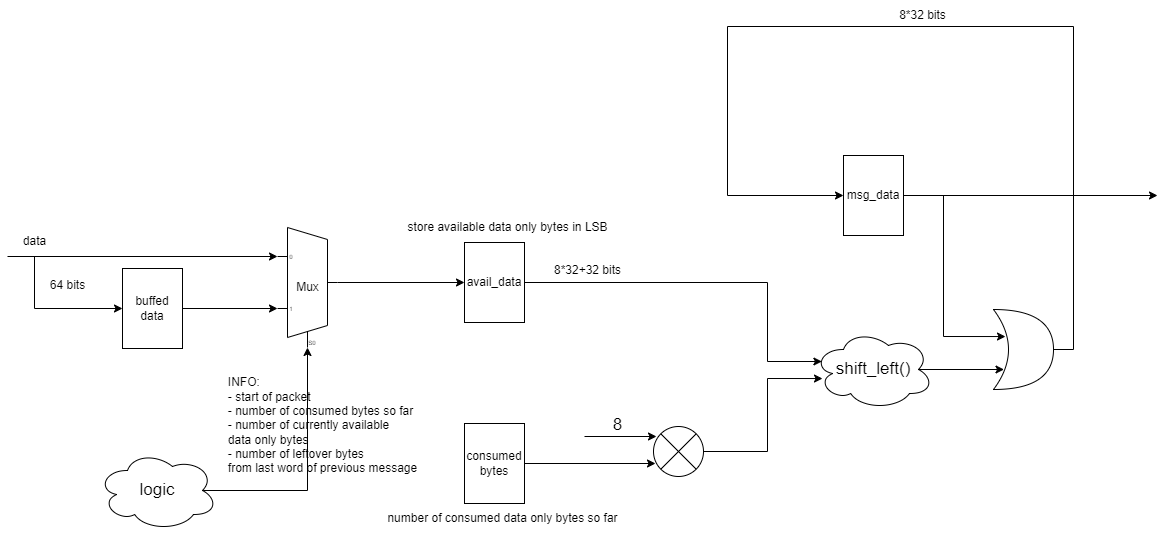 8*32 bits
msg_data
store available data only bytes in LSB
data
0
64 bits
buffed
data
Mux
1
S0
avail_data
8*32+32 bits
shift_left()
INFO:
- start of packet
- number of consumed bytes so far
- number of currently available
data only bytes
- number of leftover bytes
from last word of previous message
logic
8
consumed
bytes
number of consumed data only bytes so far